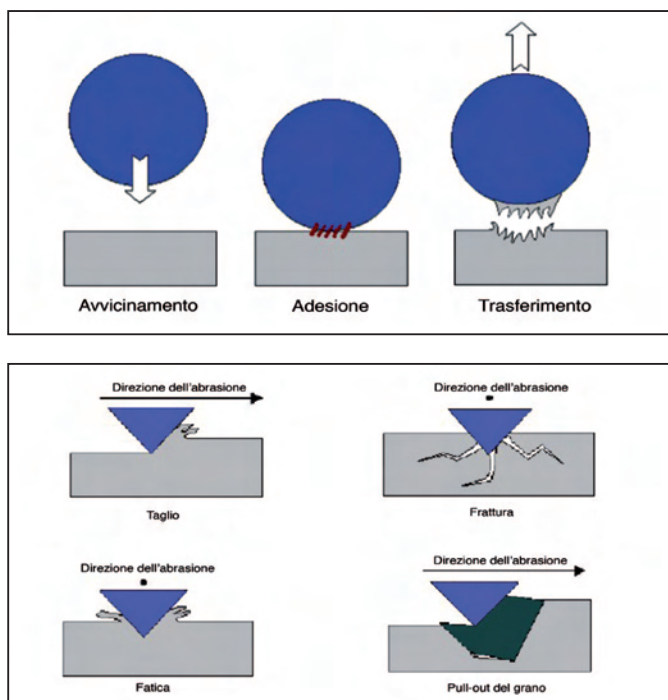 Avvicinamento
Adesione
Trasferimento
Direzione dell'abrasione
Direzione dell'abrasione
Taglio
Frattura
Direzione dell'abrasione
Direzione dell'abrasione
Fatica
Pull-out del grano